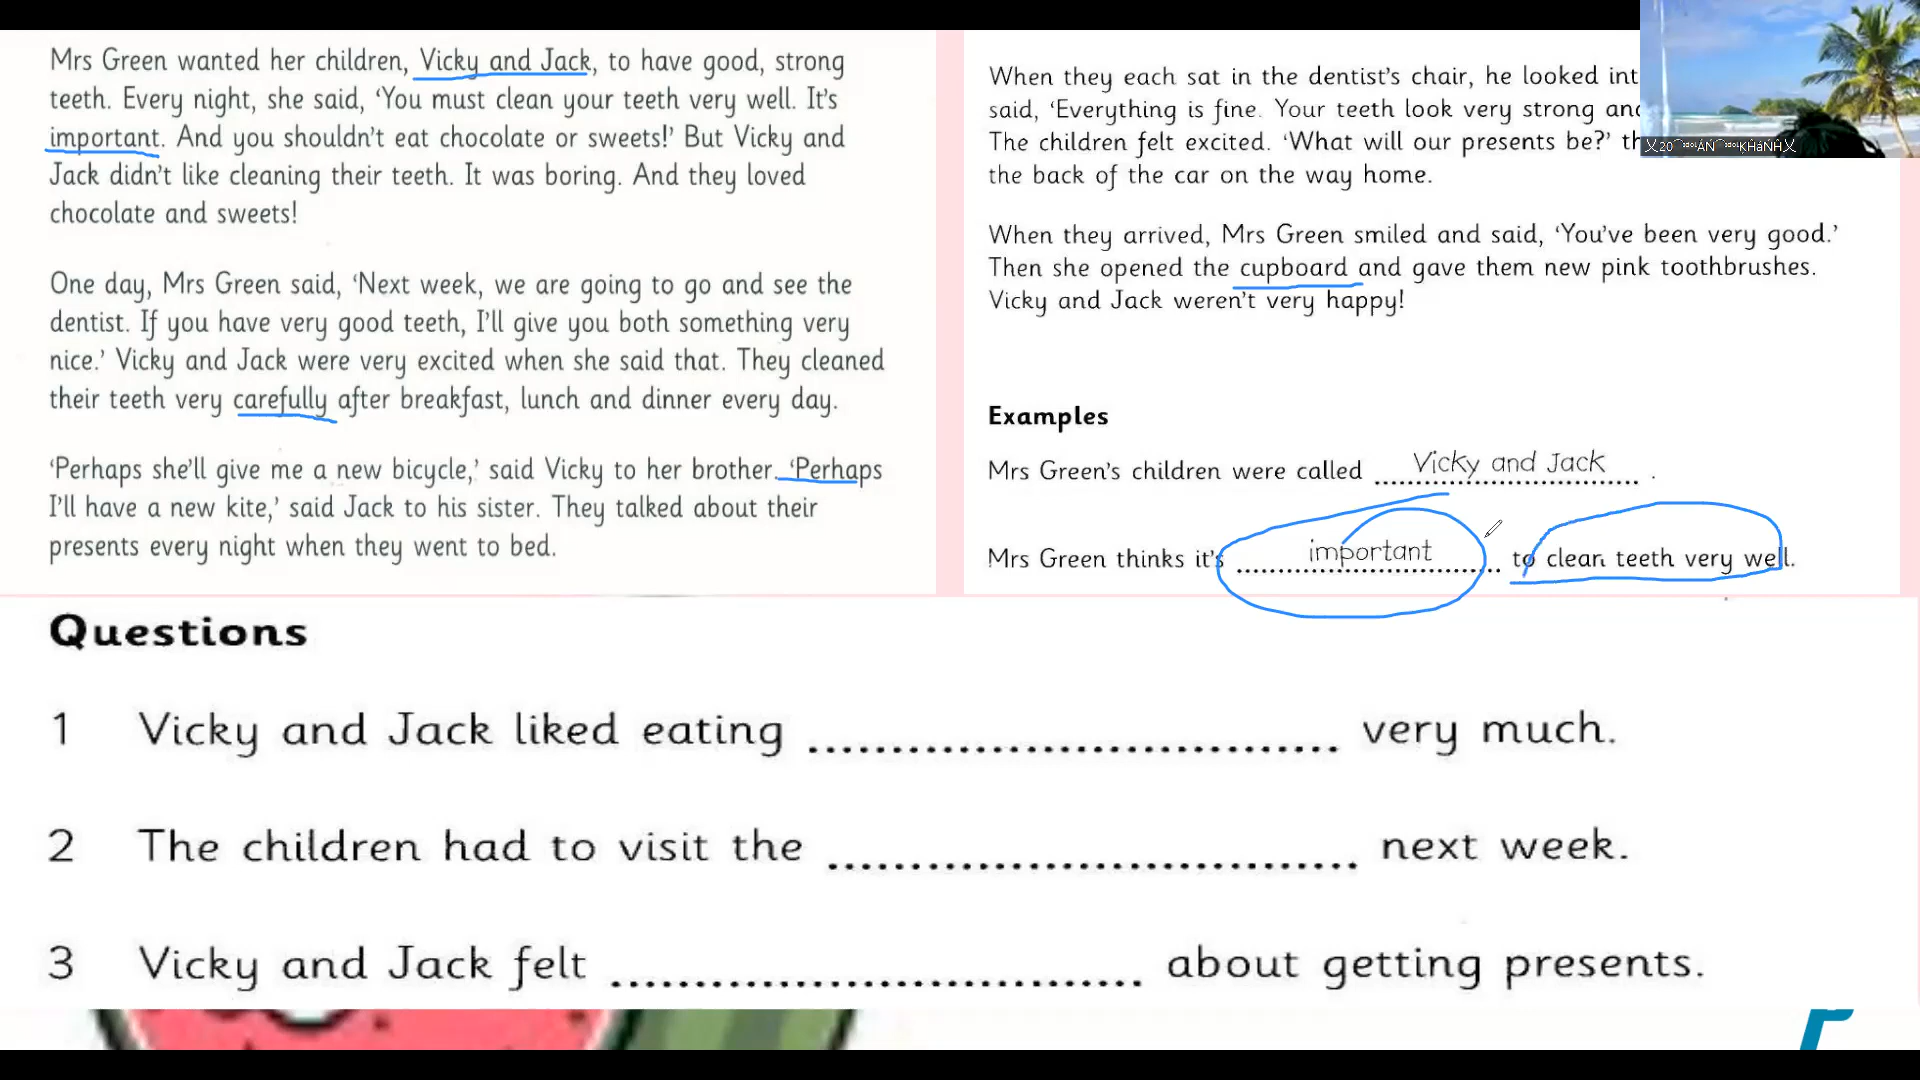 Mrs Green wanted her children, Vicky and Jack, to have good, strong
teeth. Every night, she said, ‘You must clean your teeth very well. It’s
important. And you shouldn’t eat chocolate or sweets!’ But Vicky and
Jack didn’t like cleaning their teeth. It was boring. And they loved
chocolate and sweets!
One day, Mrs Green said, ‘Next week, we are going to go and see the
dentist. If you have very good teeth, I’ll give you both something very
nice.’ Vicky and Jack were very excited when she said that. They cleaned
their teeth very carefully after breakfast, lunch and dinner every day.
‘Perhaps she’ll give me a new bicycle,’ said Vicky to her brother. ‘Perhaps
I’ll have a new kite,’ said Jack to his sister. They talked about their
presents every night when they went to bed.
When they each sat in the dentist’s chair, he looked
said, ‘Everything is fine. Your teeth look very strong
The children felt excited. ‘What will our presents be?’
the back of the car on the way home.
When they arrived, Mrs Green smiled and said, ‘You’ve been very good.’
Then she opened the cupboard and gave them new pink toothbrushes.
Vicky and Jack weren’t very happy!
Examples
Mrs Green’s children were called Vicky and Jack .
Mrs Green thinks it’s important to clean teeth very well.
Questions
1 Vicky and Jack liked eating ................................ very much.
2 The children had to visit the ................................ next week.
3 Vicky and Jack felt ................................ about getting presents.